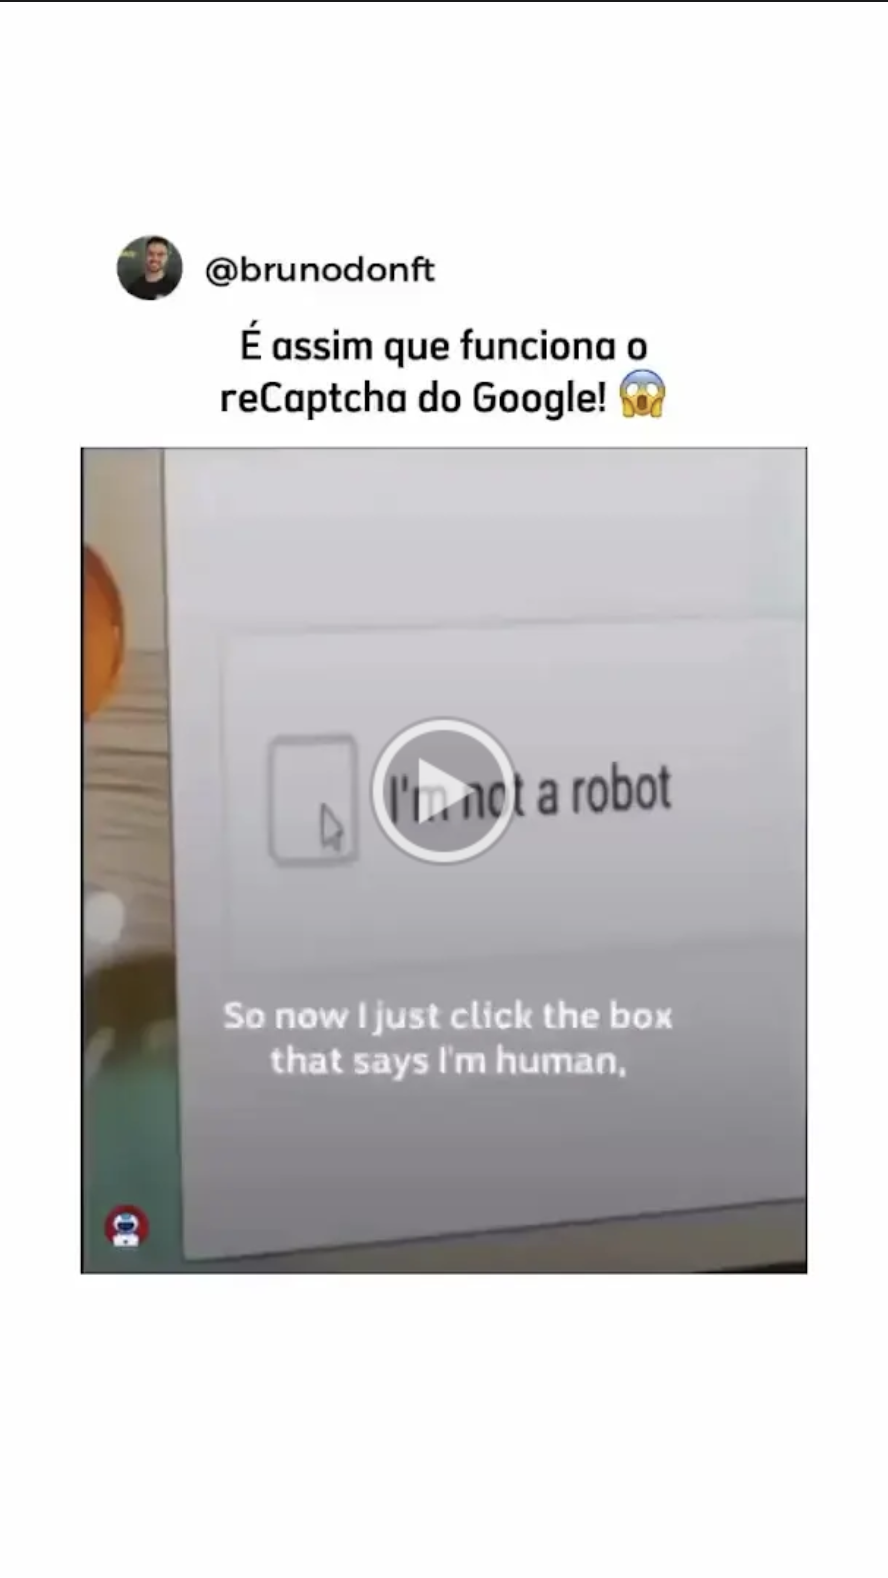 @brunodonft
É assim que funciona o
reCaptcha do Google! 😱
I'm not a robot
So now I just click the box
that says I'm human,